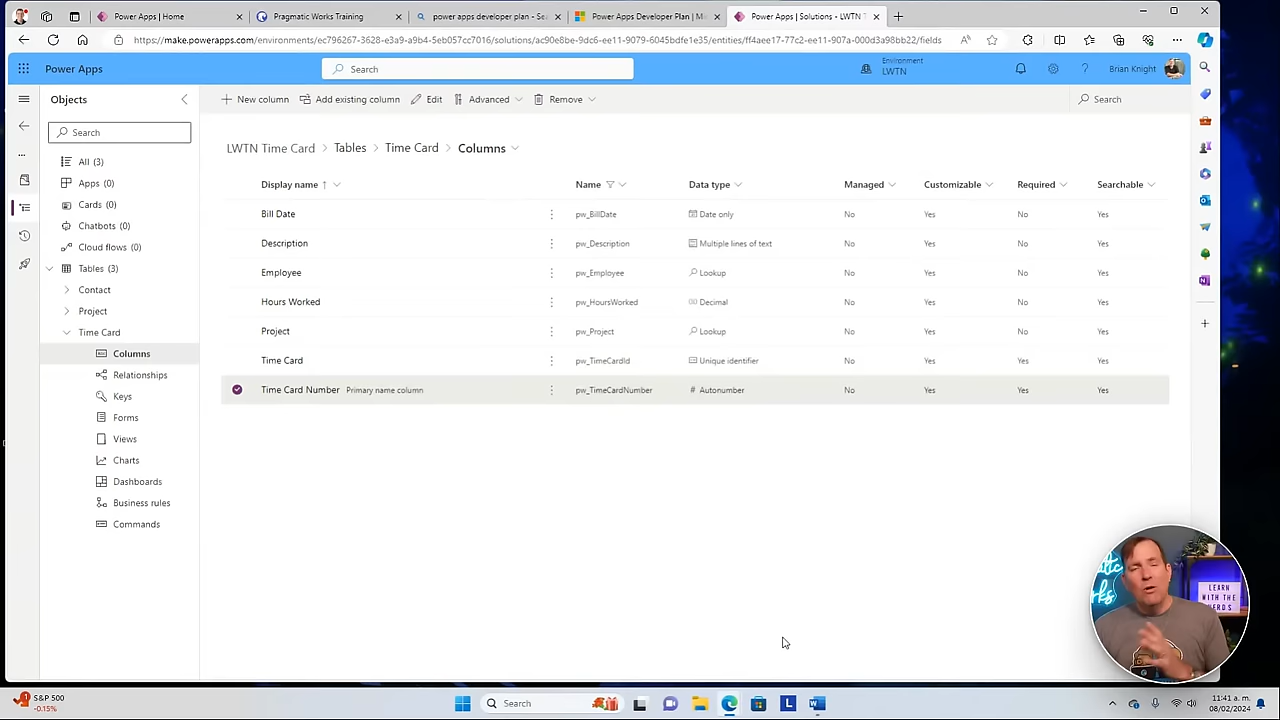 Power Apps | Home
Pragmatic Works Training
power apps developer plan - Se
Power Apps Developer Plan | M
Power Apps | Solutions - LWTN
https://make.powerapps.com/environments/ec796267-3628-e3a9-a9b4-5eb057cc7016/solutions/ac90e8be-9dc6-ee11-9079-6045bdfe1e35/entities/ff4aee17-77c2-ee11-907a-000d3a98bb22/fields
Power Apps
Search
Environment
LWTN
Brian Knight
Objects
New column
Add existing column
Edit
Advanced
Remove
Search
Search
LWTN Time Card > Tables > Time Card > Columns
All (3)
Apps (0)
Cards (0)
Chatbots (0)
Cloud flows (0)
Tables (3)
Contact
Project
Time Card
Columns
Relationships
Keys
Forms
Views
Charts
Dashboards
Business rules
Commands
Display name Name Data type Managed Customizable Required Searchable
Bill Date pw_BillDate Date only No Yes No Yes
Description pw_Description Multiple lines of text No Yes No Yes
Employee pw_Employee Lookup No Yes No Yes
Hours Worked pw_HoursWorked Decimal No Yes No Yes
Project pw_Project Lookup No Yes No Yes
Time Card pw_TimeCardId Unique identifier No Yes Yes Yes
Time Card Number Primary name column pw_TimeCardNumber # Autonumber No Yes Yes Yes
LEARN
WITH THE
NERDS
S&P 500
-0.15%
Search
11:41 a.m.
08/02/2024